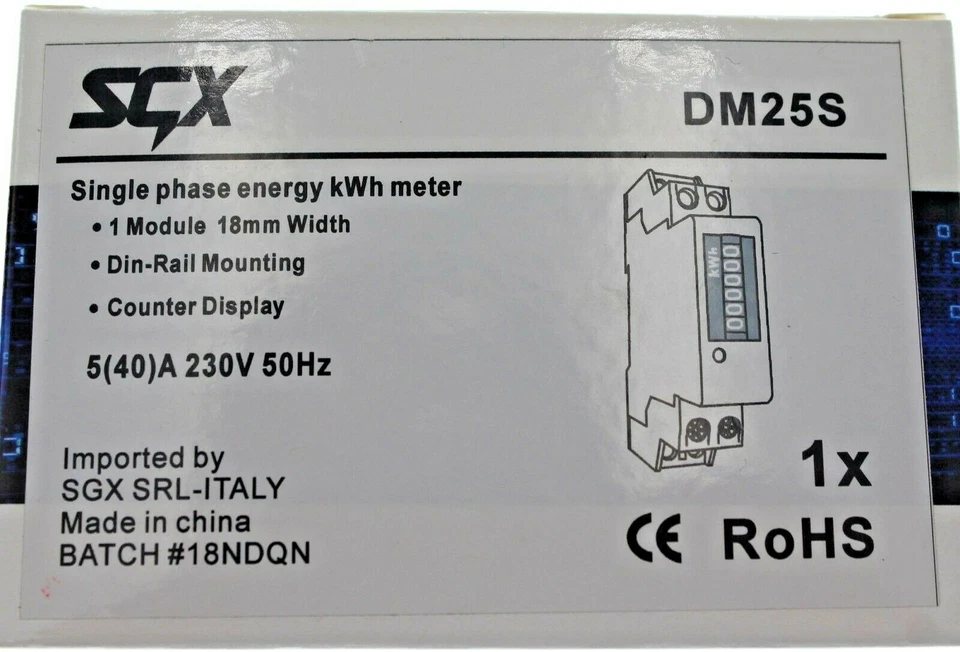 SGX
DM25S
Single phase energy kWh meter
• 1 Module 18mm Width
• Din-Rail Mounting
• Counter Display
5(40)A 230V 50Hz
kWh
000000
Imported by
SGX SRL-ITALY
Made in china
BATCH #18NDQN
1x
CE RoHS